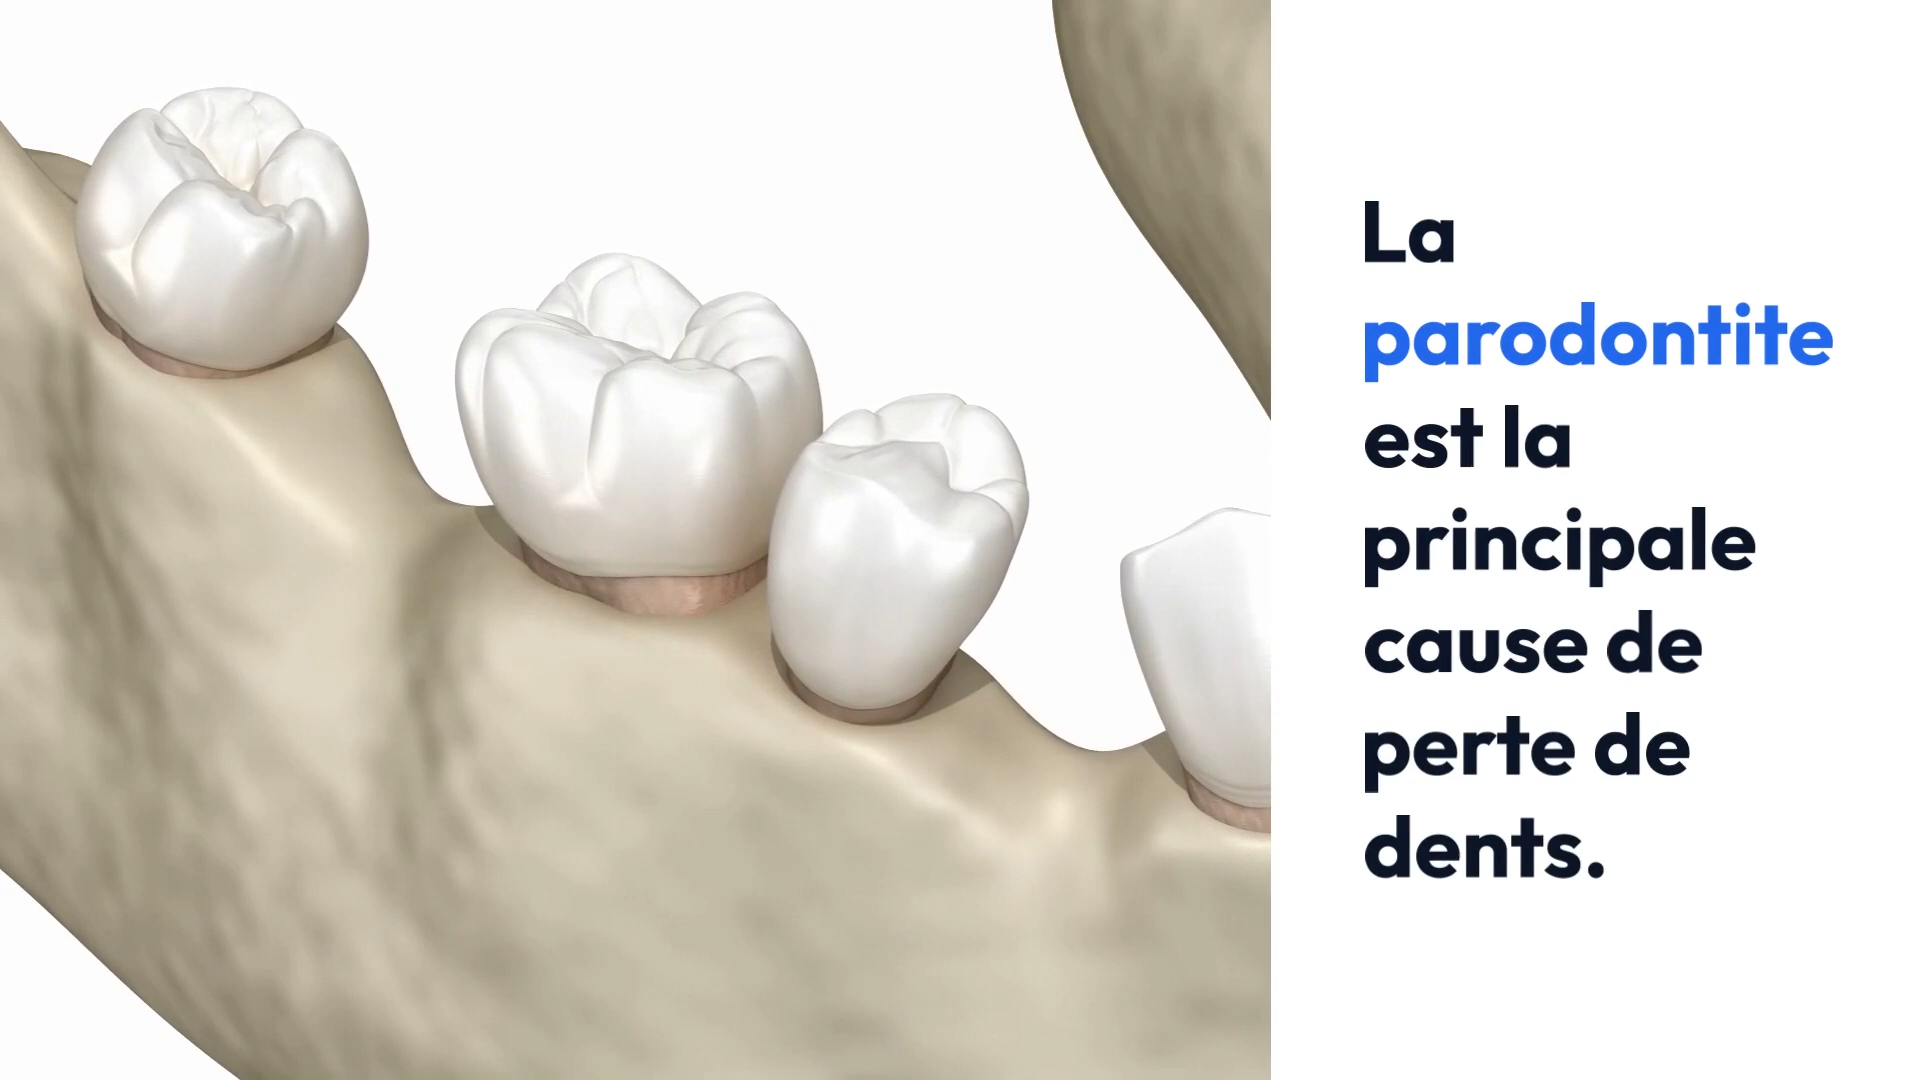 La
parodontite
est la
principale
cause de
perte de
dents.